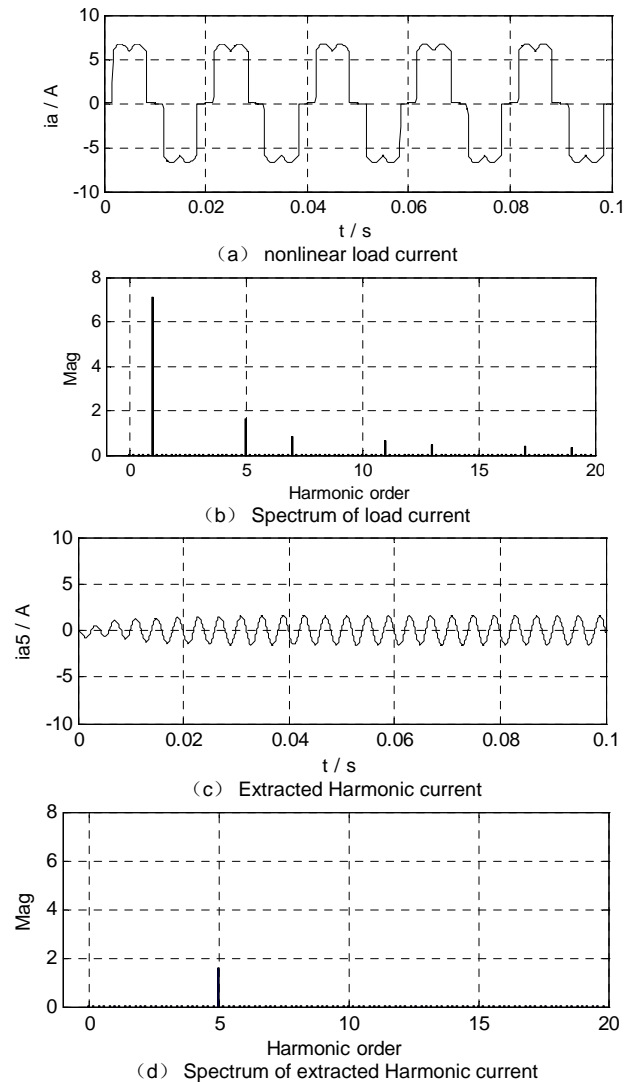 10
5
0
-5
-10
ia / A
0 0.02 0.04 0.06 0.08 0.1
t / s
（a） nonlinear load current
8
6
4
2
0
Mag
0 5 10 15 20
Harmonic order
（b） Spectrum of load current
10
5
0
-5
-10
ia5 / A
0 0.02 0.04 0.06 0.08 0.1
t / s
（c） Extracted Harmonic current
8
6
4
2
0
Mag
0 5 10 15 20
Harmonic order
（d） Spectrum of extracted Harmonic current